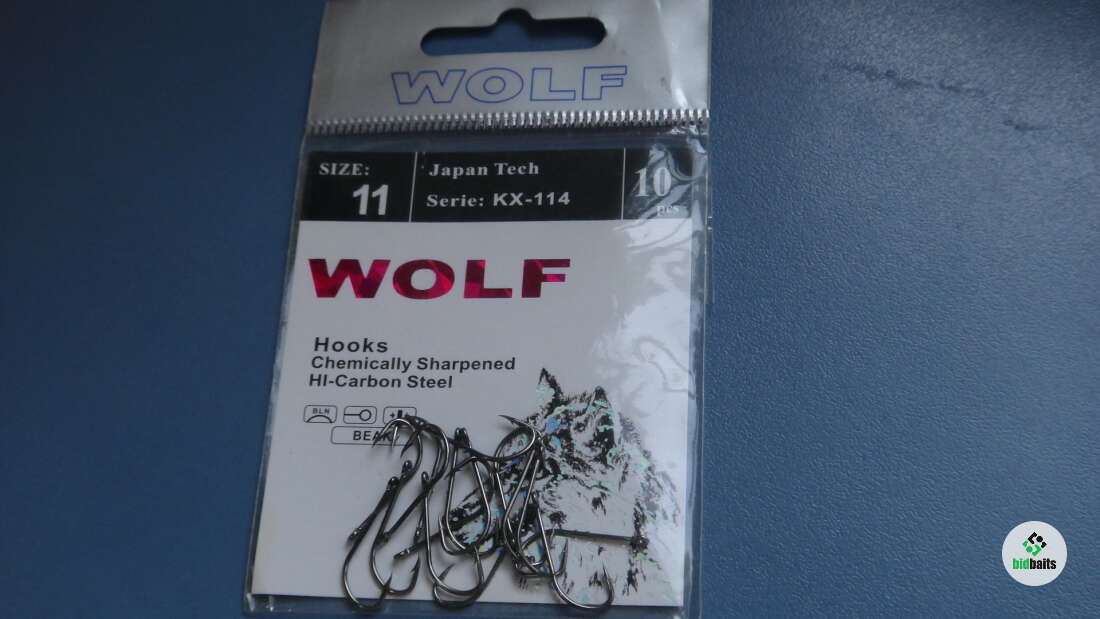 WOLF
SIZE: 11
Japan Tech
Serie: KX-114
10 pcs
WOLF
Hooks
Chemically Sharpened
HI-Carbon Steel
BLN
BEAK
bidbaits